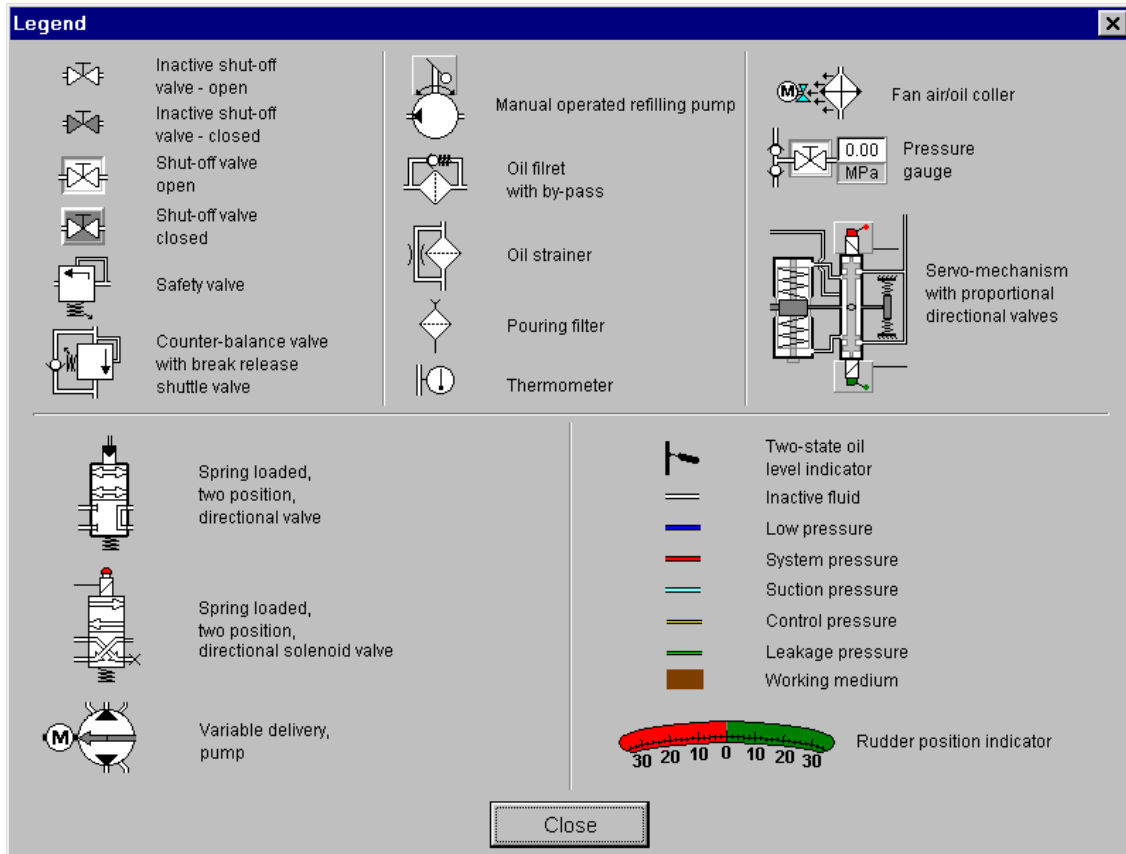 Legend
Inactive shut-off
valve - open
Inactive shut-off
valve - closed
Shut-off valve
open
Shut-off valve
closed
Safety valve
Counter-balance valve
with break release
shuttle valve
Manual operated refilling pump
Oil filret
with by-pass
Oil strainer
Pouring filter
Thermometer
M
Fan air/oil coller
0.00
MPa
Pressure
gauge
Servo-mechanism
with proportional
directional valves
Spring loaded,
two position,
directional valve
Spring loaded,
two position,
directional solenoid valve
M
Variable delivery,
pump
Two-state oil
level indicator
Inactive fluid
Low pressure
System pressure
Suction pressure
Control pressure
Leakage pressure
Working medium
30 20 10 0 10 20 30
Rudder position indicator
Close